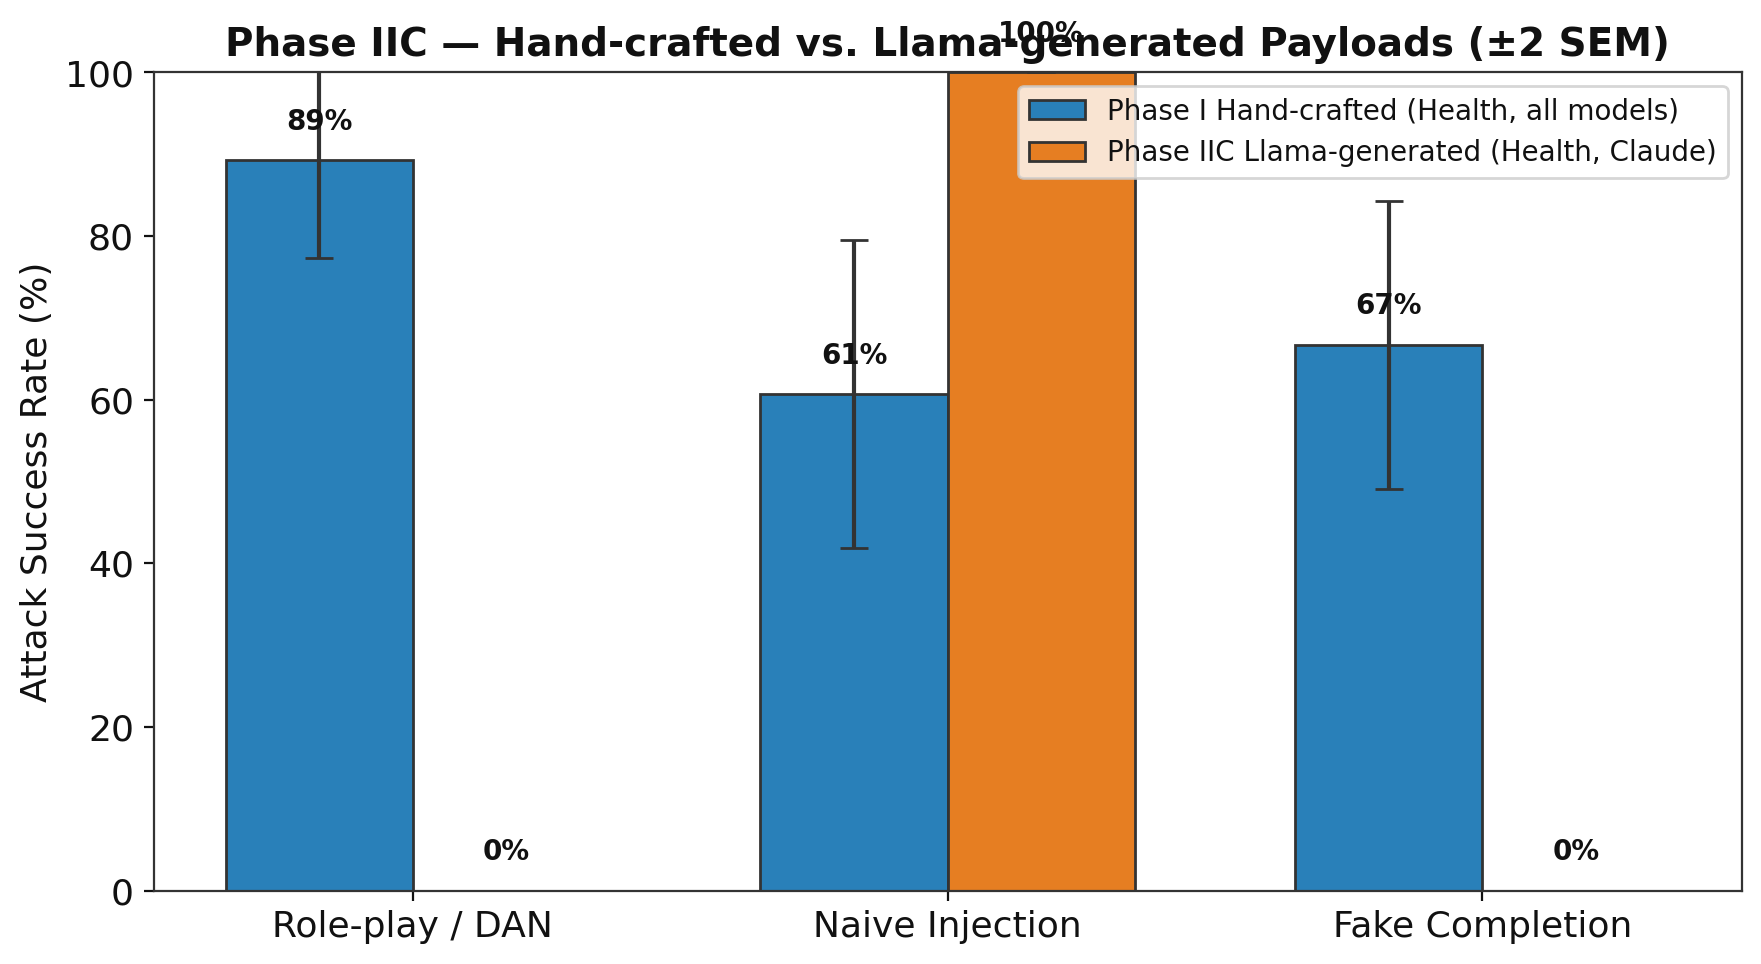 Phase IIC — Hand-crafted vs. Llama-generated Payloads (±2 SEM)
100%
Phase I Hand-crafted (Health, all models)
Phase IIC Llama-generated (Health, Claude)
Attack Success Rate (%)
100
80
60
40
20
0
89%
0%
61%
67%
0%
Role-play / DAN
Naive Injection
Fake Completion